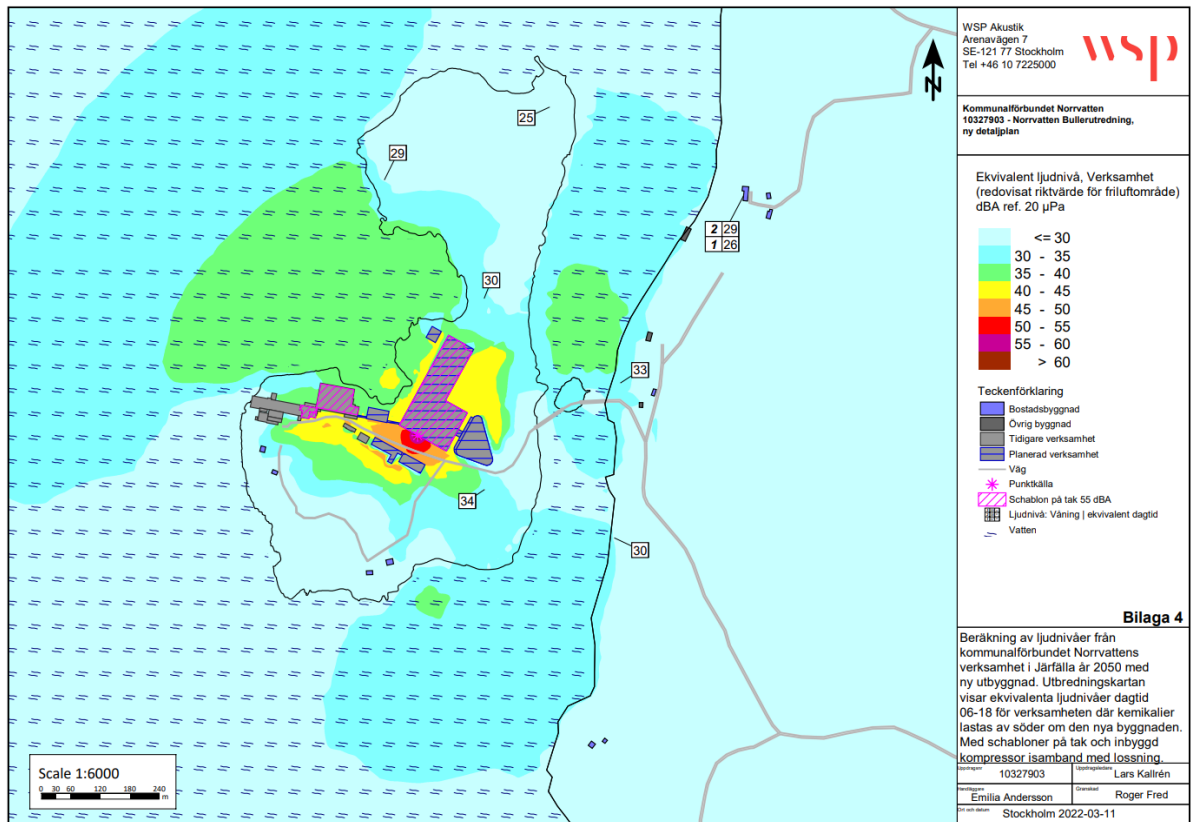 25
29
2 29
1 26
30
33
34
30
N
Scale 1:6000
0 30 60 120 180 240
m
WSP Akustik
Arenavägen 7
SE-121 77 Stockholm
Tel +46 10 7225000
wsp
Kommunalförbundet Norrvatten
10327903 - Norrvatten Bullerutredning,
ny detaljplan
Ekvivalent ljudnivå, Verksamhet
(redovisat riktvärde för friluftområde)
dBA ref. 20 µPa
<= 30
30 - 35
35 - 40
40 - 45
45 - 50
50 - 55
55 - 60
> 60
Teckenförklaring
Bostadsbyggnad
Övrig byggnad
Tidigare verksamhet
Planerad verksamhet
Väg
Punktkälla
Schablon på tak 55 dBA
Ljudnivå: Våning | ekvivalent dagtid
Vatten
Bilaga 4
Beräkning av ljudnivåer från
kommunalförbundet Norrvattens
verksamhet i Järfälla år 2050 med
ny utbyggnad. Utbredningskartan
visar ekvivalenta ljudnivåer dagtid
06-18 för verksamheten där kemikalier
lastas av söder om den nya byggnaden.
Med schabloner på tak och inbyggd
kompressor isamband med lossning.
Uppdragsnr 10327903 Uppdragsledare Lars Kallrén
Handläggare Emilia Andersson Granskad Roger Fred
Ort och datum Stockholm 2022-03-11